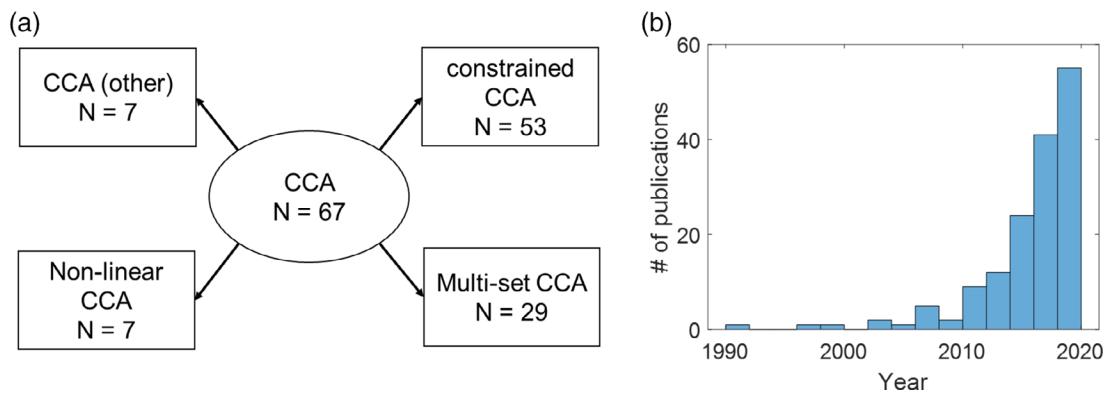 (a)
CCA (other)
N = 7
constrained
CCA
N = 53
CCA
N = 67
Non-linear
CCA
N = 7
Multi-set CCA
N = 29
(b)
60
40
20
0
# of publications
1990
2000
2010
2020
Year